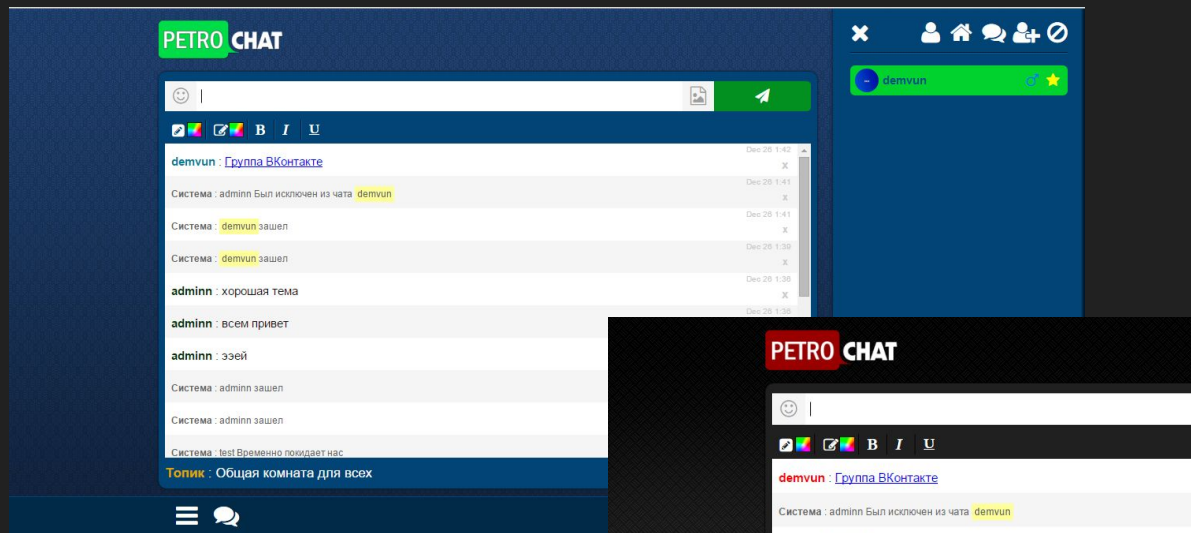 PETRO CHAT
demvun
B I U
Dec 26 1:42
demvun : Группа ВКонтакте
x
Dec 26 1:41
Система : adminn Был исключен из чата demvun
x
Dec 26 1:41
Система : demvun зашел
x
Dec 26 1:39
Система : demvun зашел
x
Dec 26 1:38
adminn : хорошая тема
x
Dec 26 1:38
adminn : всем привет
adminn : ээей
Система : adminn зашел
Система : adminn зашел
Система : test Временно покидает нас
Топик : Общая комната для всех
PETRO CHAT
B I U
demvun : Группа ВКонтакте
Система : adminn Был исключен из чата demvun